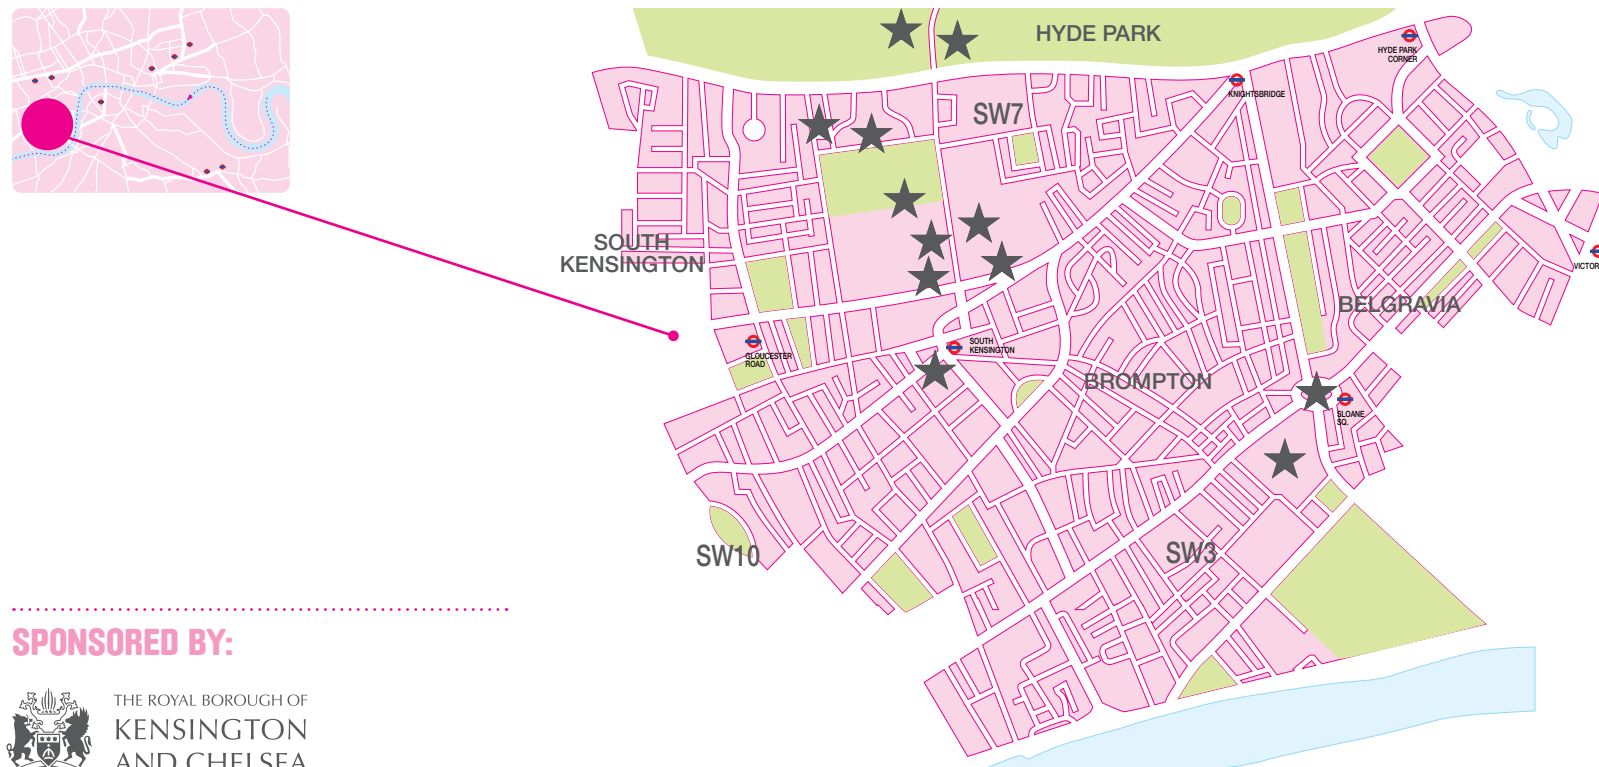 HYDE PARK
HYDE PARK
CORNER
KNIGHTSBRIDGE
SW7
SOUTH
KENSINGTON
VICTOR
BELGRAVIA
GLOUCESTER
ROAD
SOUTH
KENSINGTON
BROMPTON
SLOANE
SQ.
SW10
SW3
SPONSORED BY:
THE ROYAL BOROUGH OF
KENSINGTON
AND CHELSEA